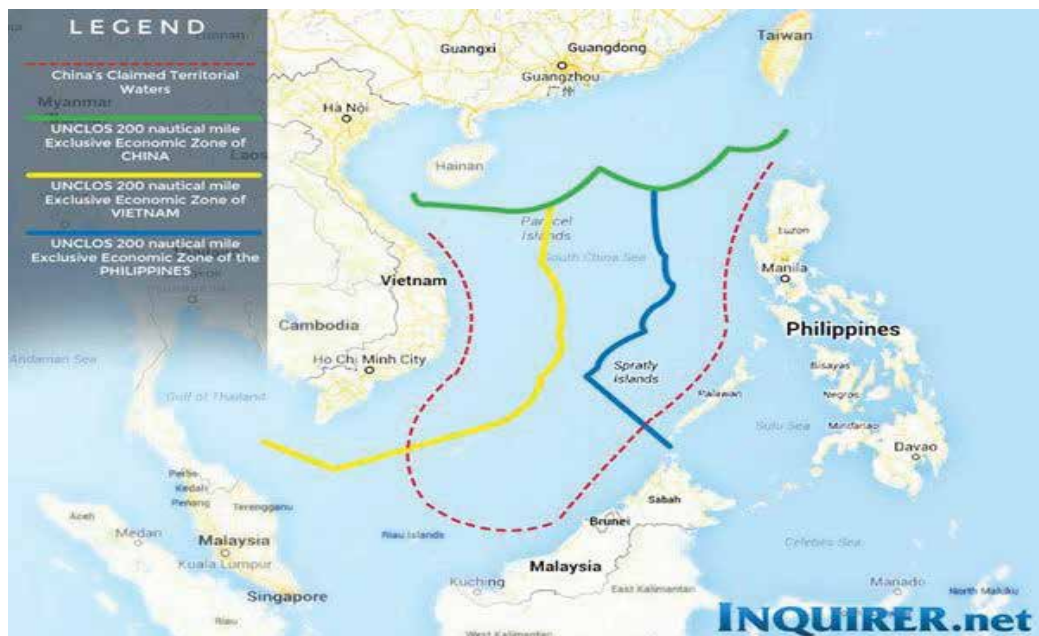 LEGEND
China's Claimed Territorial
Waters
UNCLOS 200 nautical mile
Exclusive Economic Zone of
CHINA
UNCLOS 200 nautical mile
Exclusive Economic Zone of
VIETNAM
UNCLOS 200 nautical mile
Exclusive Economic Zone of the
PHILIPPINES
Myanmar
Guangxi
Guangdong
Guangzhou
广州
Taiwan
Hà Nội
Hainan
Paracel
Islands
South China Sea
Luzon
Manila
Vietnam
Cambodia
Philippines
Andaman Sea
Ho Chi Minh City
Spratly
Islands
Bisayas
Gulf of Thailand
Palawan
Negros
Sulu Sea
Mindanao
Davao
Perlis
Kedah
Penang
Terengganu
Sabah
Aceh
Medan
Riau Islands
Brunei
Malaysia
Kuala Lumpur
Celebes Sea
Malaysia
Kuching
East Kalimantan
Manado
North Maluku
Singapore
Riau
West Kalimantan
INQUIRER.net